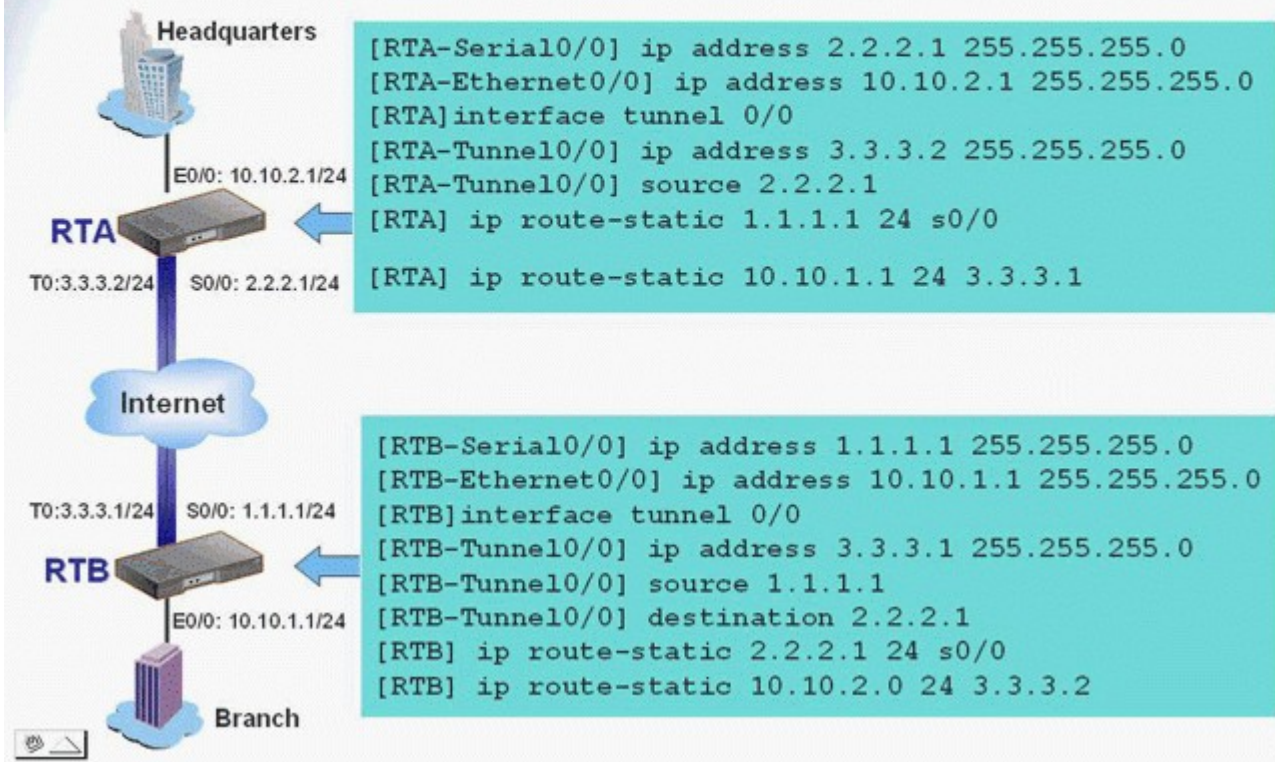 Headquarters
[RTA-Serial0/0] ip address 2.2.2.1 255.255.255.0
[RTA-Ethernet0/0] ip address 10.10.2.1 255.255.255.0
[RTA]interface tunnel 0/0
[RTA-Tunnel0/0] ip address 3.3.3.2 255.255.255.0
[RTA-Tunnel0/0] source 2.2.2.1
[RTA] ip route-static 1.1.1.1 24 s0/0
[RTA] ip route-static 10.10.1.1 24 3.3.3.1
E0/0: 10.10.2.1/24
RTA
T0:3.3.3.2/24
S0/0: 2.2.2.1/24
Internet
[RTB-Serial0/0] ip address 1.1.1.1 255.255.255.0
[RTB-Ethernet0/0] ip address 10.10.1.1 255.255.255.0
[RTB]interface tunnel 0/0
[RTB-Tunnel0/0] ip address 3.3.3.1 255.255.255.0
[RTB-Tunnel0/0] source 1.1.1.1
[RTB-Tunnel0/0] destination 2.2.2.1
[RTB] ip route-static 2.2.2.1 24 s0/0
[RTB] ip route-static 10.10.2.0 24 3.3.3.2
T0:3.3.3.1/24
S0/0: 1.1.1.1/24
RTB
E0/0: 10.10.1.1/24
Branch